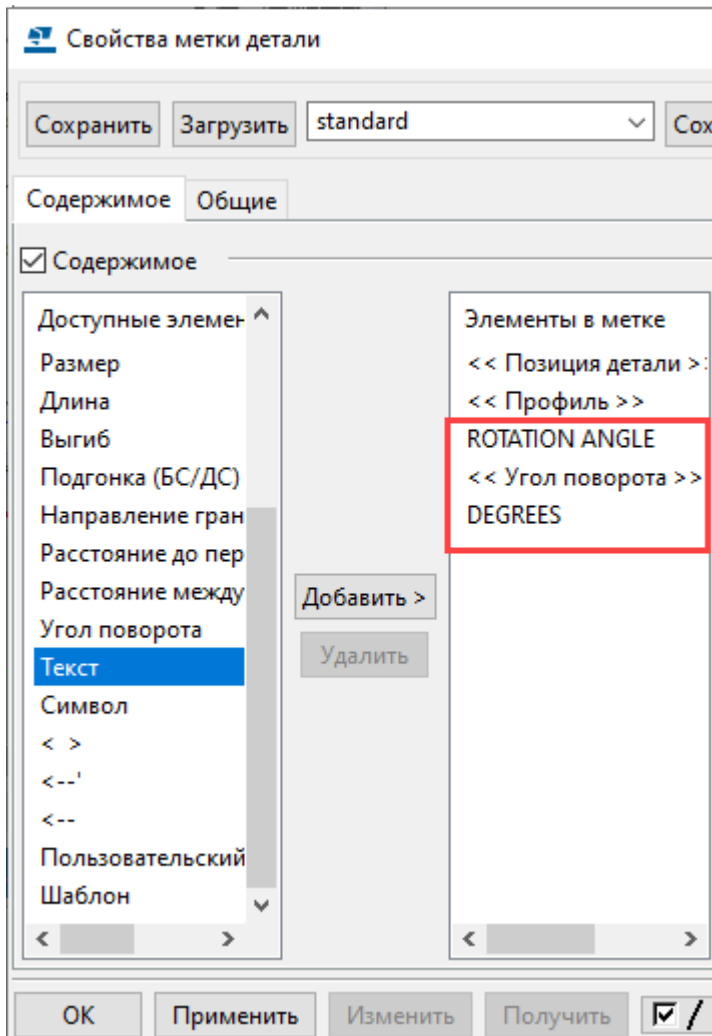 Свойства метки детали
Сохранить Загрузить standard Сох
Содержимое Общие
Содержимое
Доступные элемен
Размер
Длина
Выгиб
Подгонка (БС/ДС)
Направление гран
Расстояние до пер
Расстояние между
Угол поворота
Текст
Символ
< >
<--'
<--
Пользовательский
Шаблон
Добавить >
Удалить
Элементы в метке
<< Позиция детали >
<< Профиль >>
ROTATION ANGLE
<< Угол поворота >>
DEGREES
OK Применить Изменить Получить